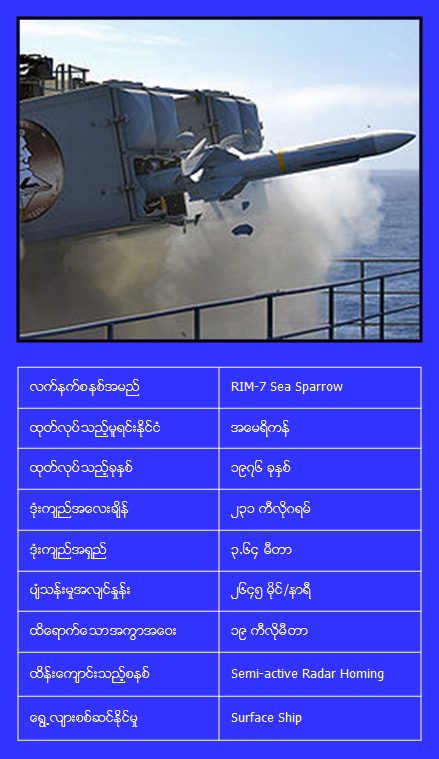 လက်နက်စနစ်အမည် RIM-7 Sea Sparrow
ထုတ်လုပ်သည့်မူရင်းနိုင်ငံ အမေရိကန်
ထုတ်လုပ်သည့်ခုနှစ် ၁၉၇၆ ခုနှစ်
ဒုံးကျည်အလေးချိန် ၂၃၁ ကီလိုဂရမ်
ဒုံးကျည်အရှည် ၃.၆၄ မီတာ
ပျံသန်းမှုအလျင်နှုန်း ၂၆၄၅ မိုင်/နာရီ
ထိရောက်သောအကွာအဝေး ၁၉ ကီလိုမီတာ
ထိန်းကျောင်းသည့်စနစ် Semi-active Radar Homing
ရွေ့လျားစစ်ဆင်နိုင်မှု Surface Ship